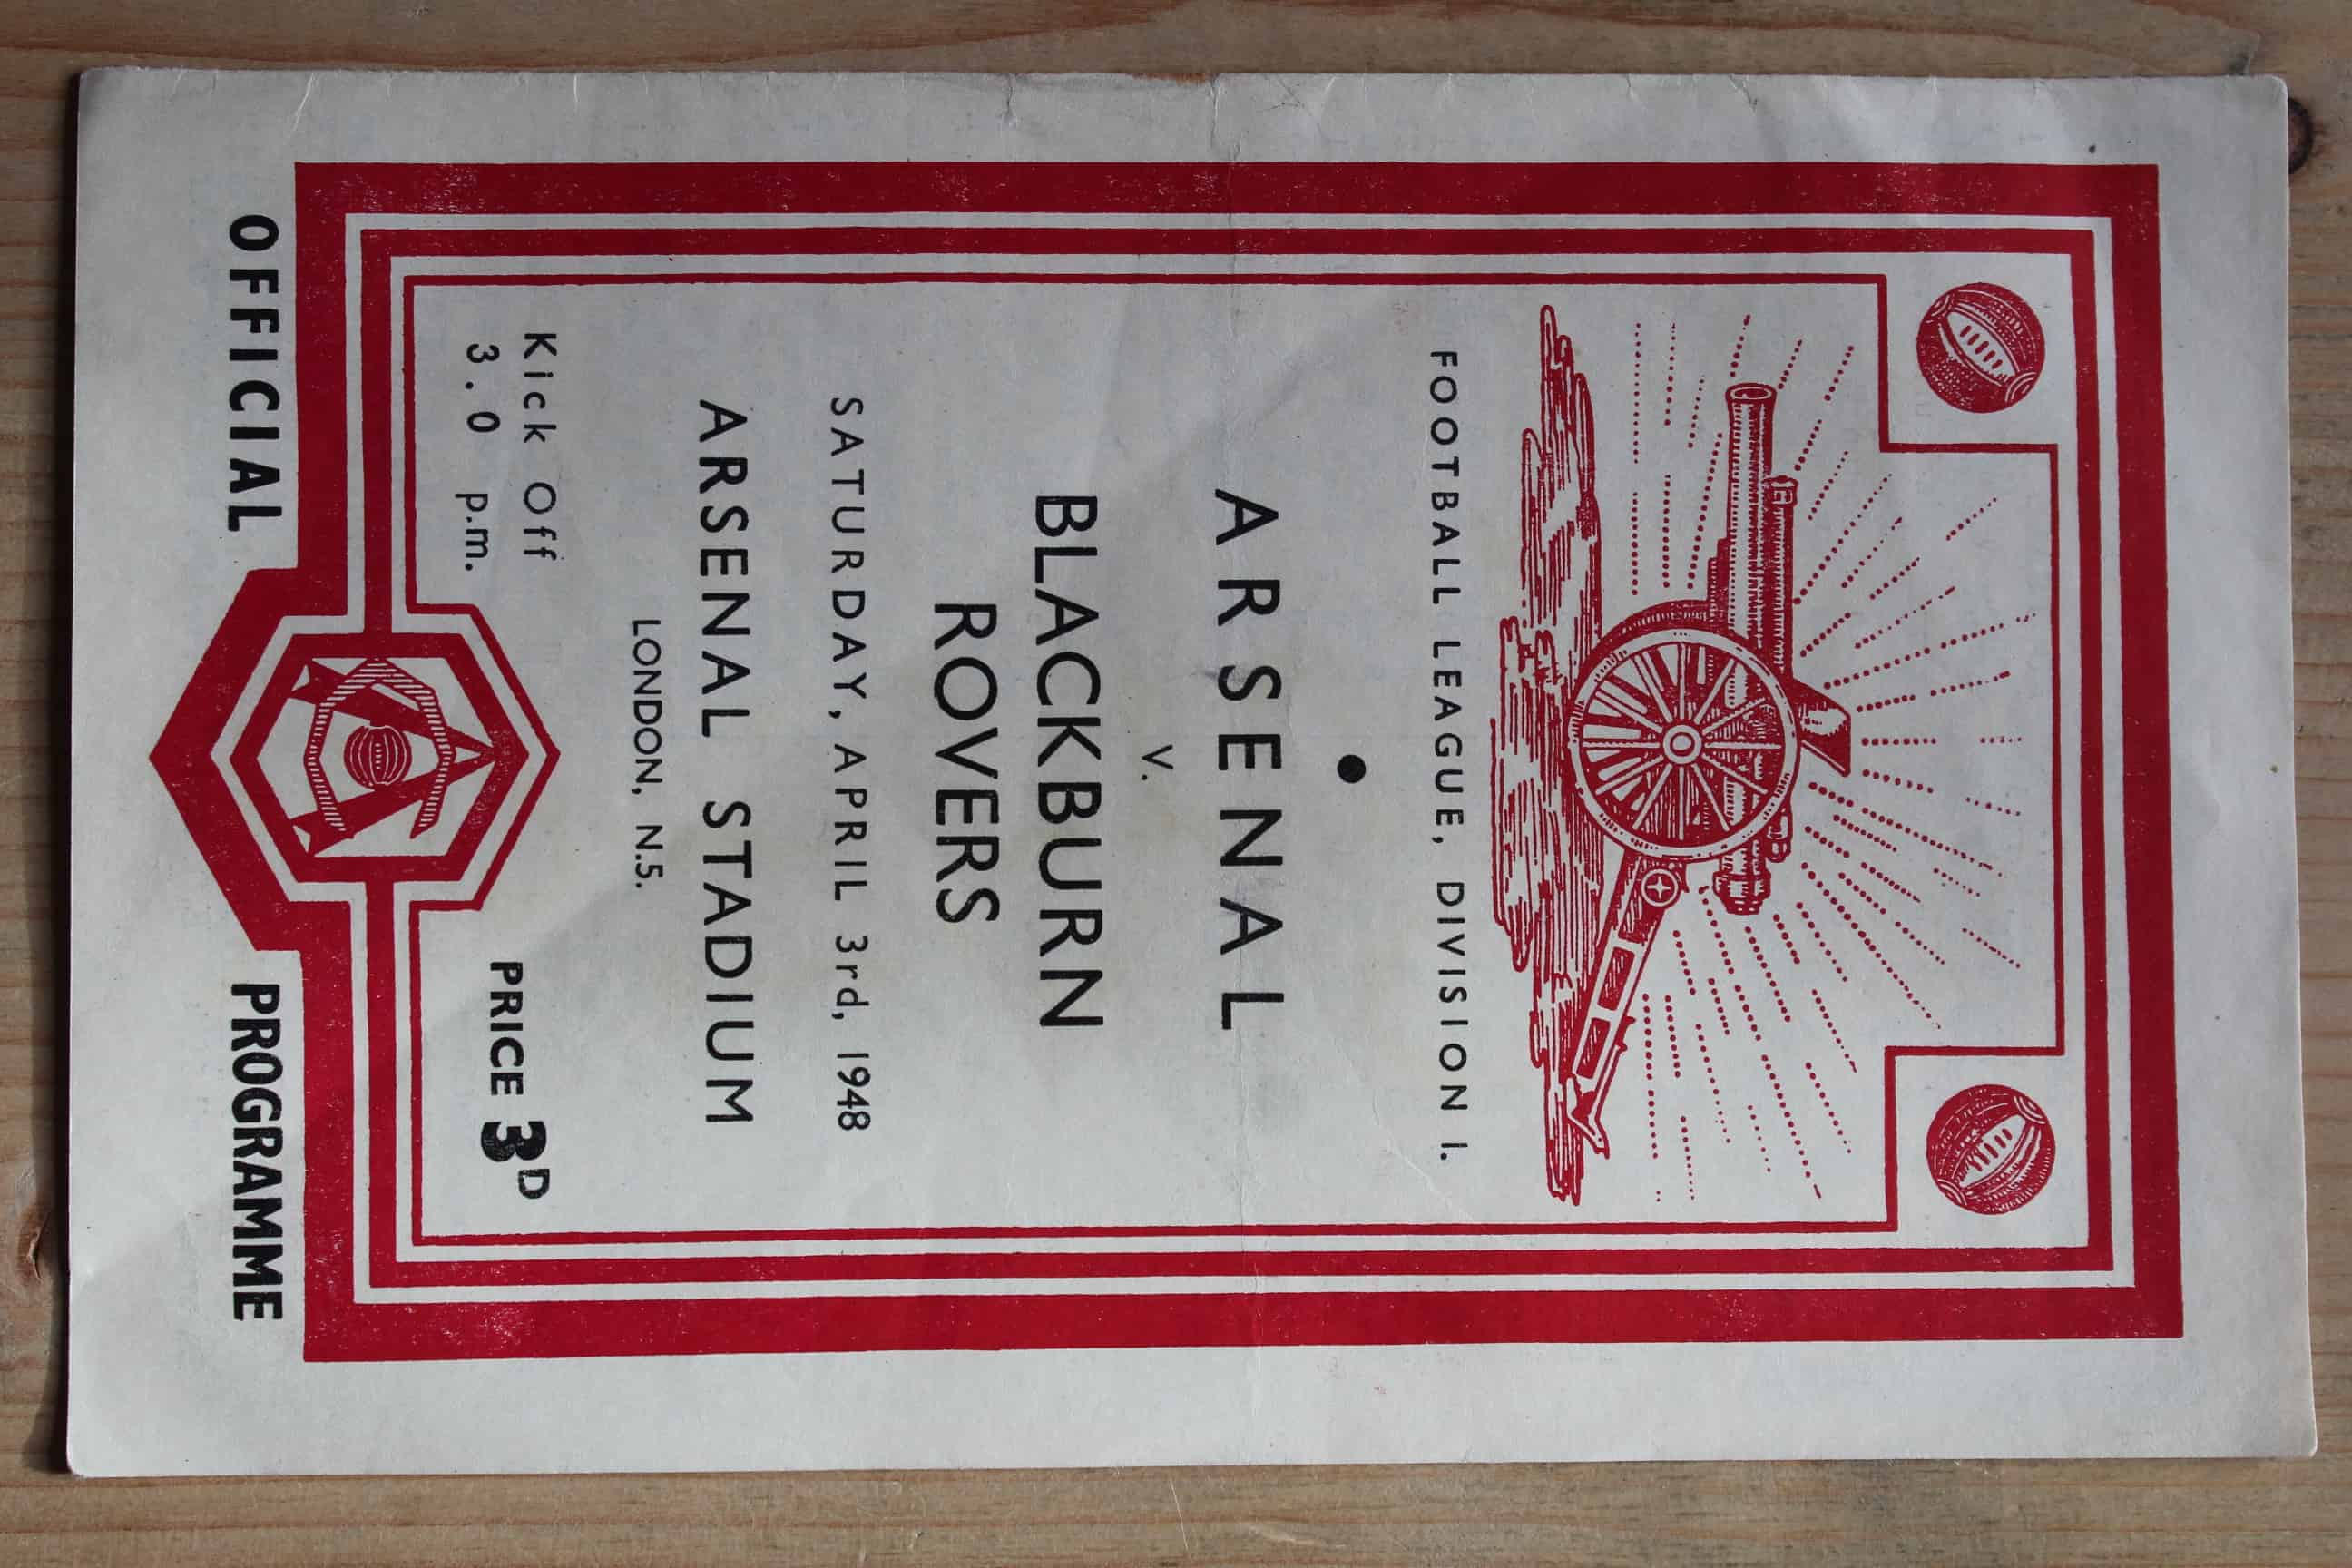 FOOTBALL LEAGUE, DIVISION I.
ARSENAL
v.
BLACKBURN
ROVERS
SATURDAY, APRIL 3rd, 1948
ARSENAL STADIUM
LONDON, N.5.
Kick Off
3.0 p.m.
PRICE 3D
OFFICIAL PROGRAMME